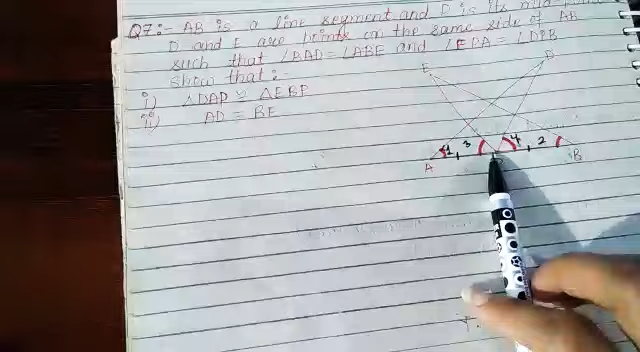 Q7:- AB is a line segment and D is its mid point
D and E are points on the same side of AB
such that ∠BAD = ∠ABE and ∠EPA = ∠DPB
show that :-
i) △DAP ≅ △EBP
ii) AD = BE
E D
1 3 4 2
A B